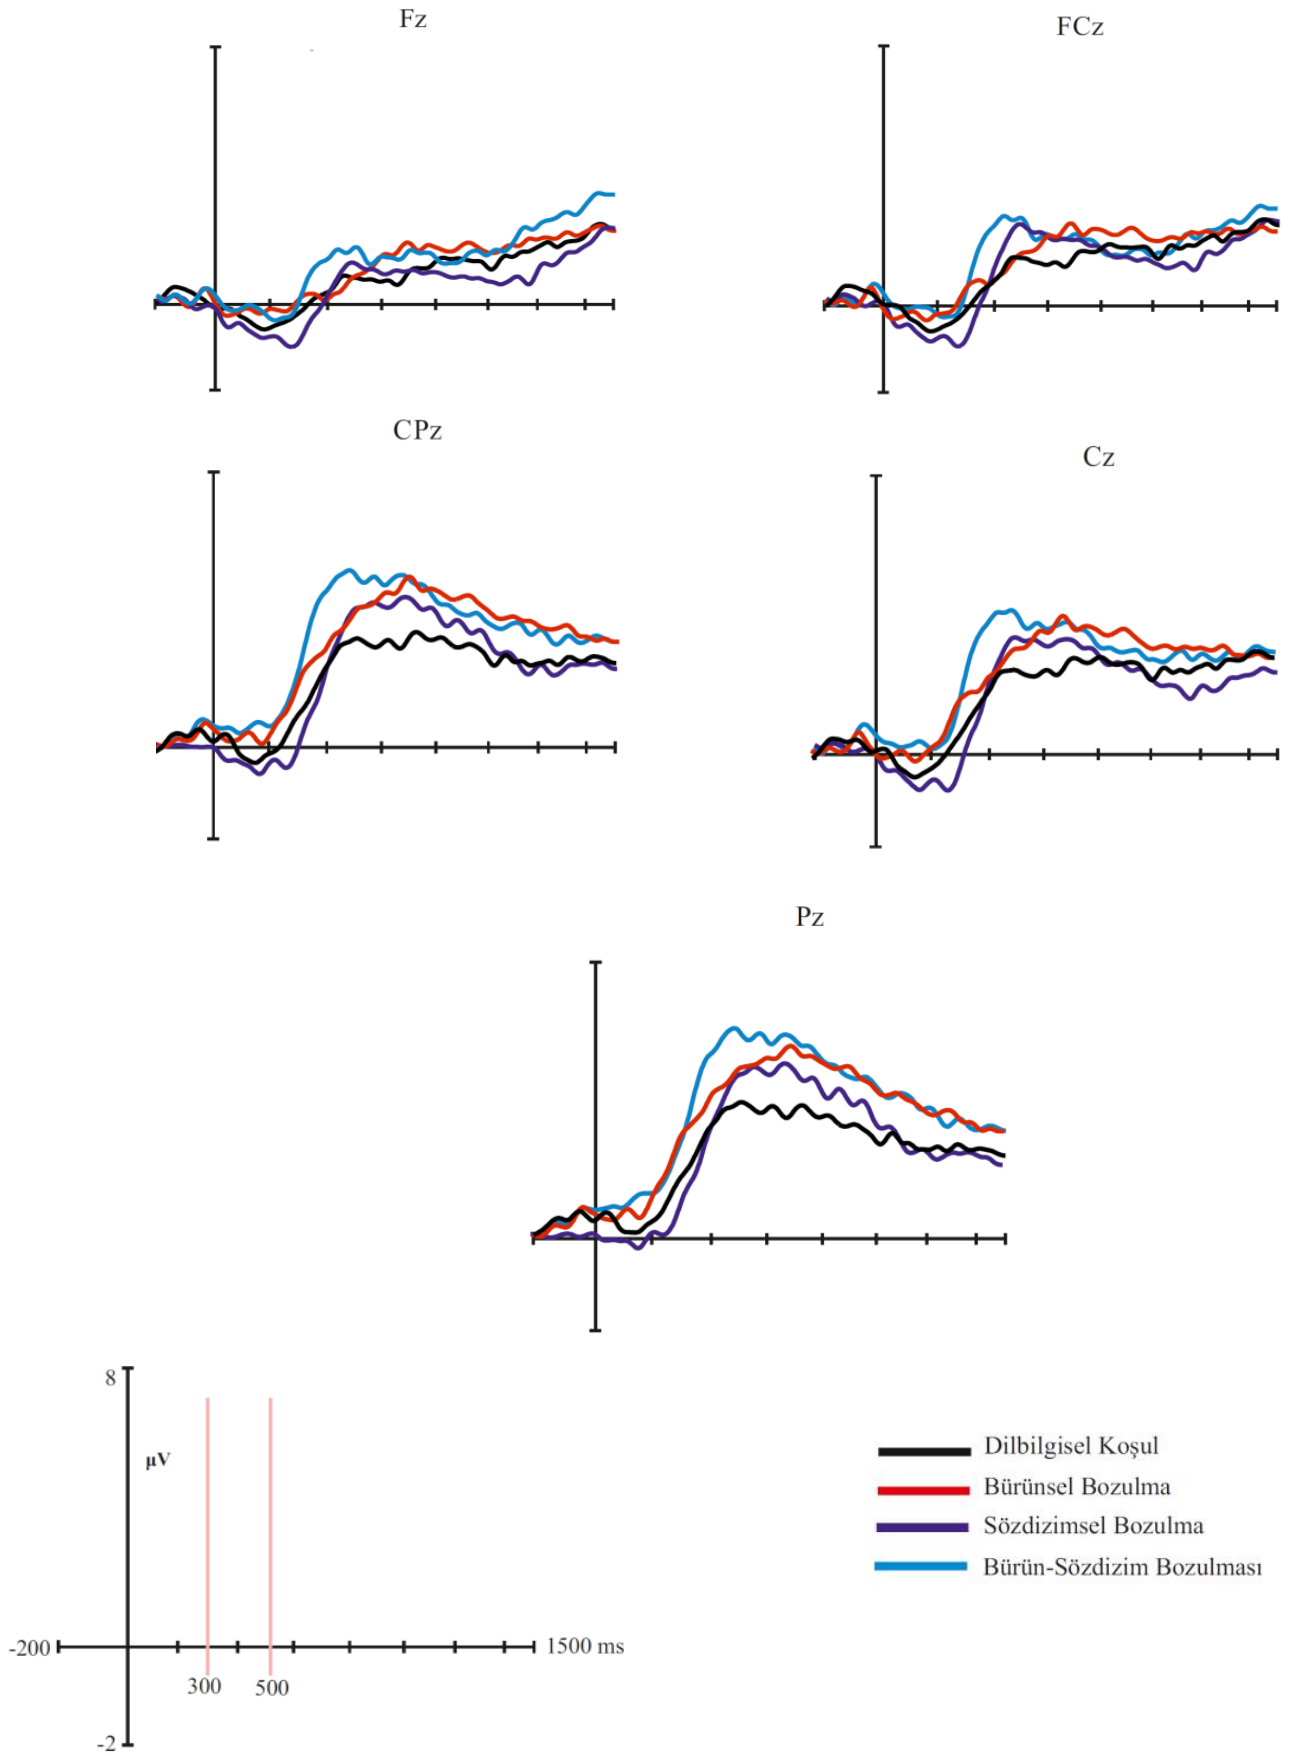 Fz
FCz
CPz
Cz
Pz
8
µV
-200
1500 ms
300
500
-2
Dilbilgisel Koşul
Bürünsel Bozulma
Sözdizimsel Bozulma
Bürün-Sözdizim Bozulması